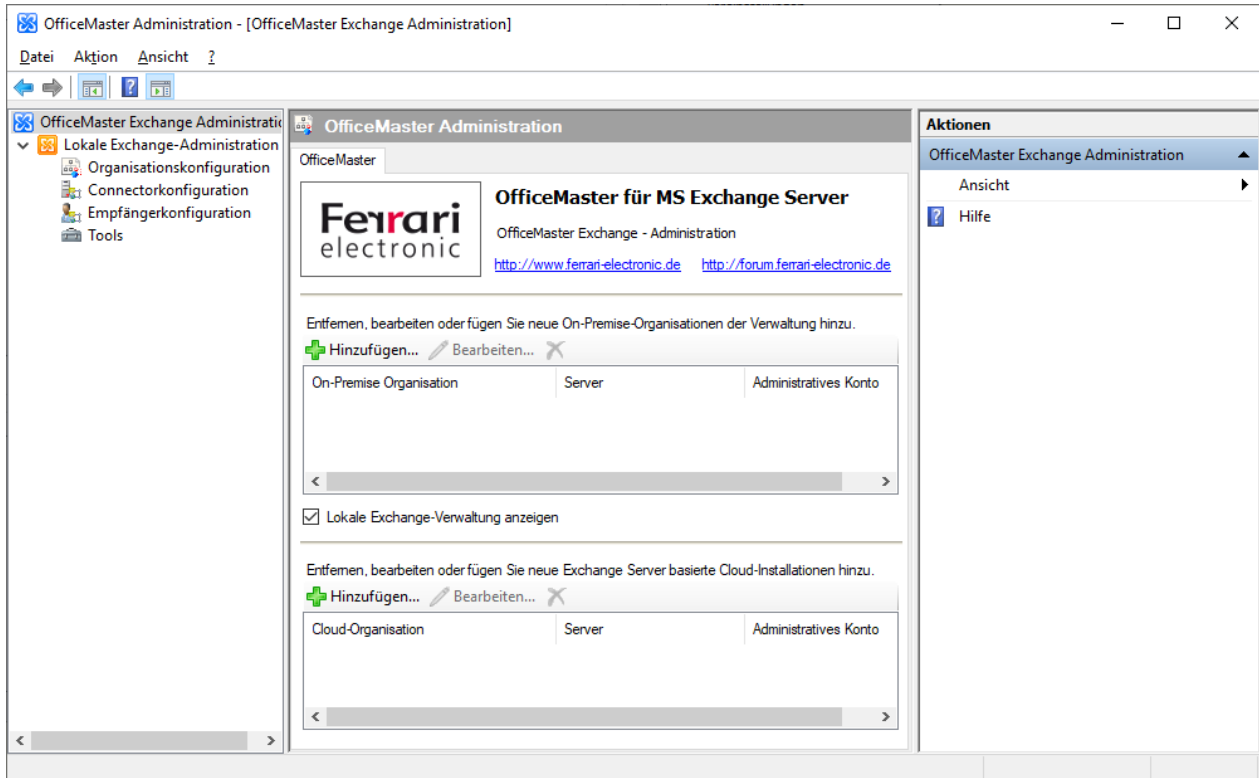 OfficeMaster Administration - [OfficeMaster Exchange Administration]
Datei Aktion Ansicht ?
OfficeMaster Exchange Administratic
Lokale Exchange-Administration
Organisationskonfiguration
Connectorkonfiguration
Empfängerkonfiguration
Tools
OfficeMaster Administration
OfficeMaster
Ferrari
electronic
OfficeMaster für MS Exchange Server
OfficeMaster Exchange - Administration
http://www.ferrari-electronic.de http://forum.ferrari-electronic.de
Entfernen, bearbeiten oder fügen Sie neue On-Premise-Organisationen der Verwaltung hinzu.
Hinzufügen... Bearbeiten...
On-Premise Organisation Server Administratives Konto
Lokale Exchange-Verwaltung anzeigen
Entfernen, bearbeiten oder fügen Sie neue Exchange Server basierte Cloud-Installationen hinzu.
Hinzufügen... Bearbeiten...
Cloud-Organisation Server Administratives Konto
Aktionen
OfficeMaster Exchange Administration
Ansicht
Hilfe